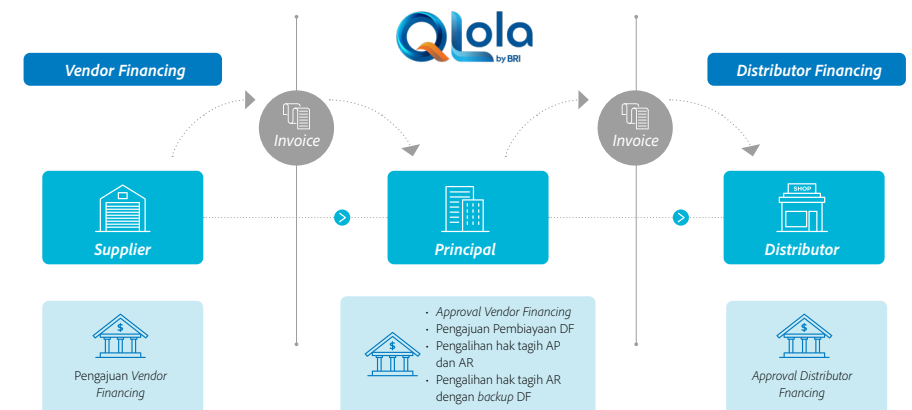 QLola
by BRI
Vendor Financing
Distributor Financing
Invoice
Invoice
Supplier
Principal
SHOP
Distributor
$
Pengajuan Vendor
Financing
$
• Approval Vendor Financing
• Pengajuan Pembiayaan DF
• Pengalihan hak tagih AP
dan AR
• Pengalihan hak tagih AR
dengan backup DF
$
Approval Distributor
Fnancing